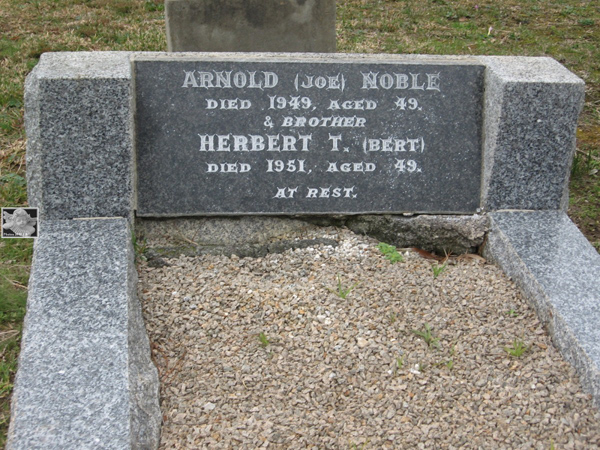 ARNOLD (JOE) NOBLE
DIED 1949, AGED 49.
& BROTHER
HERBERT T. (BERT)
DIED 1951, AGED 49.
AT REST.